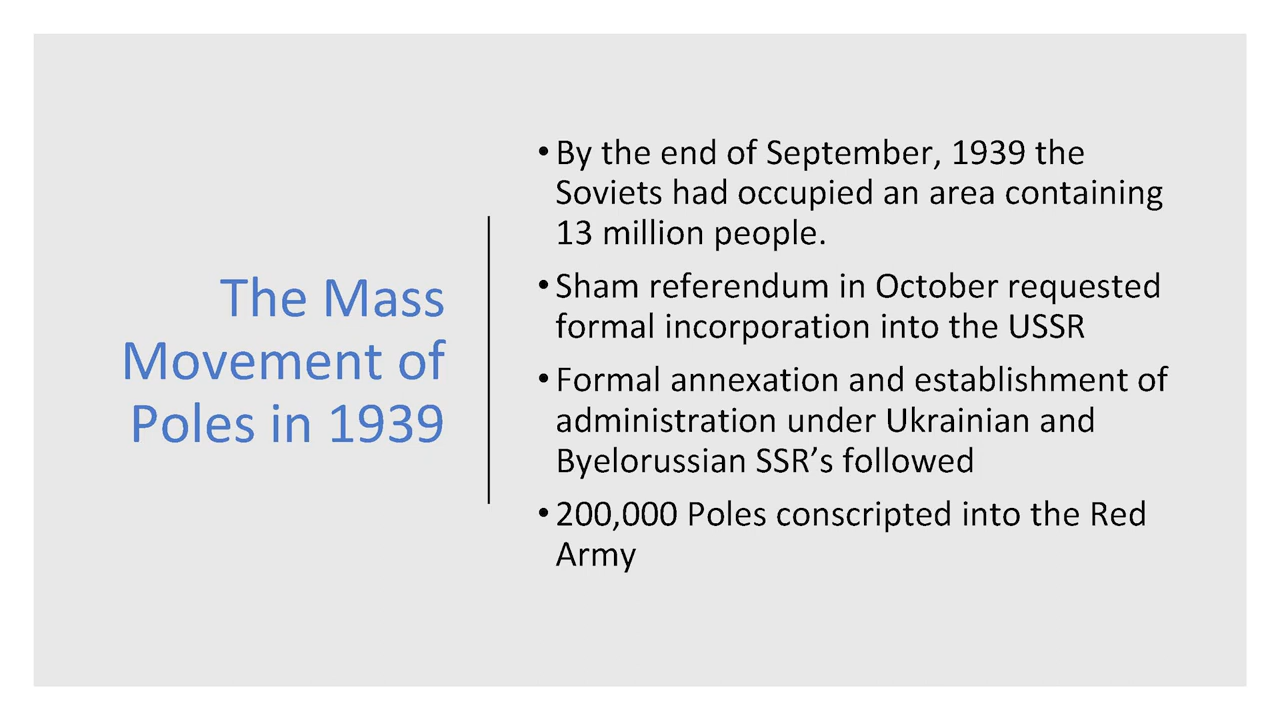 The Mass
Movement of
Poles in 1939
• By the end of September, 1939 the
Soviets had occupied an area containing
13 million people.
• Sham referendum in October requested
formal incorporation into the USSR
• Formal annexation and establishment of
administration under Ukrainian and
Byelorussian SSR’s followed
• 200,000 Poles conscripted into the Red
Army